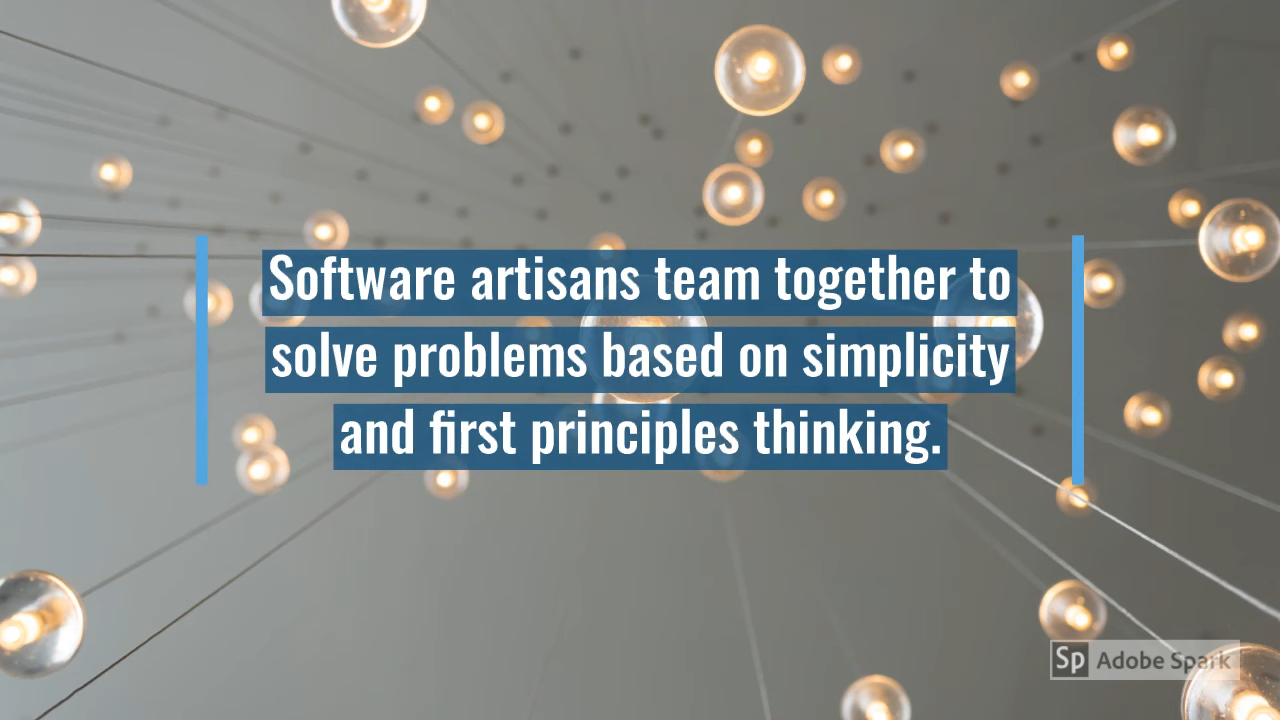 Software artisans team together to
solve problems based on simplicity
and first principles thinking.
Sp Adobe Spark